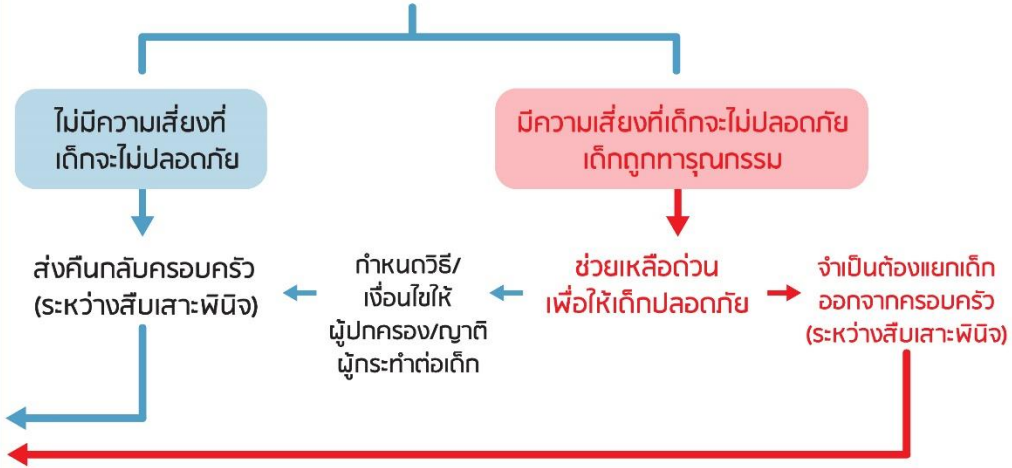 ไม่มีความเสี่ยงที่
เด็กจะไม่ปลอดภัย
มีความเสี่ยงที่เด็กจะไม่ปลอดภัย
เด็กถูกทารุณกรรม
ส่งคืนกลับครอบครัว
(ระหว่างสืบเสาะพินิจ)
กำหนดวิธี/
เงื่อนไขให้
ผู้ปกครอง/ญาติ
ผู้กระทำต่อเด็ก
ช่วยเหลือด่วน
เพื่อให้เด็กปลอดภัย
จำเป็นต้องแยกเด็ก
ออกจากครอบครัว
(ระหว่างสืบเสาะพินิจ)